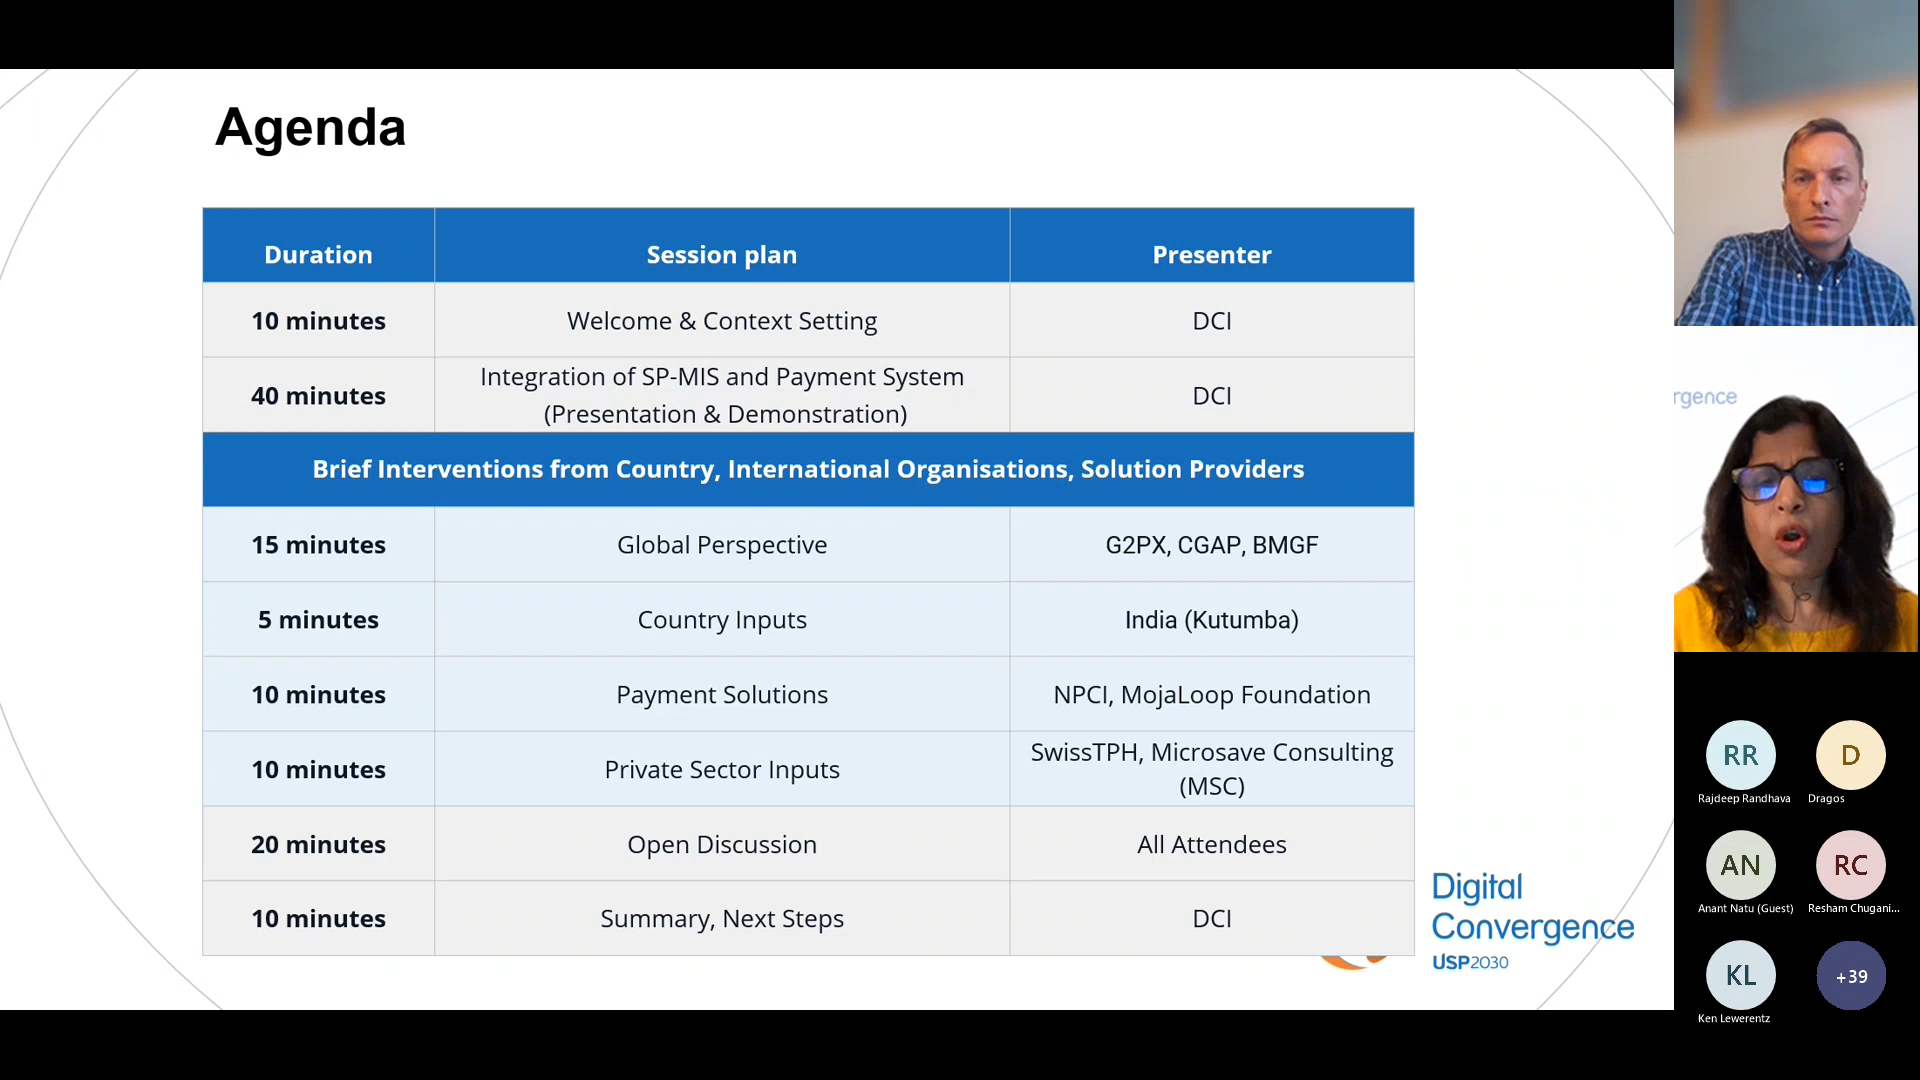 Agenda
Duration Session plan Presenter
10 minutes Welcome & Context Setting DCI
40 minutes Integration of SP-MIS and Payment System (Presentation & Demonstration) DCI
Brief Interventions from Country, International Organisations, Solution Providers
15 minutes Global Perspective G2PX, CGAP, BMGF
5 minutes Country Inputs India (Kutumba)
10 minutes Payment Solutions NPCI, MojaLoop Foundation
10 minutes Private Sector Inputs SwissTPH, Microsave Consulting (MSC)
20 minutes Open Discussion All Attendees
10 minutes Summary, Next Steps DCI
Digital
Convergence
USP2030
rgence
RR D
Rajdeep Randhava Dragos
AN RC
Anant Natu (Guest) Resham Chugani...
KL +39
Ken Lewerentz